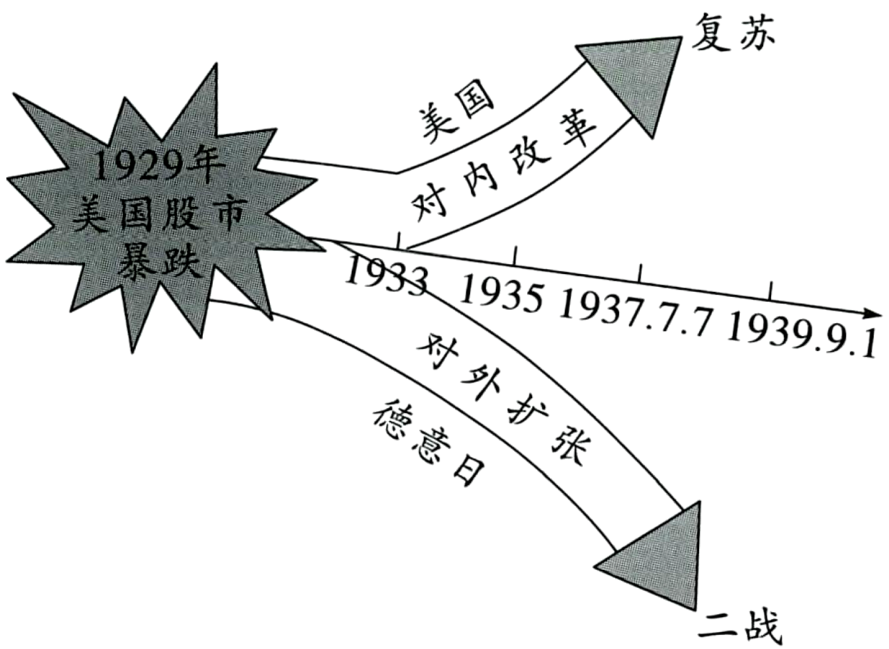 1929年
美国股市
暴跌
美国
对内改革
复苏
1933
1935
1937.7.7
1939.9.1
对外扩张
德意日
二战